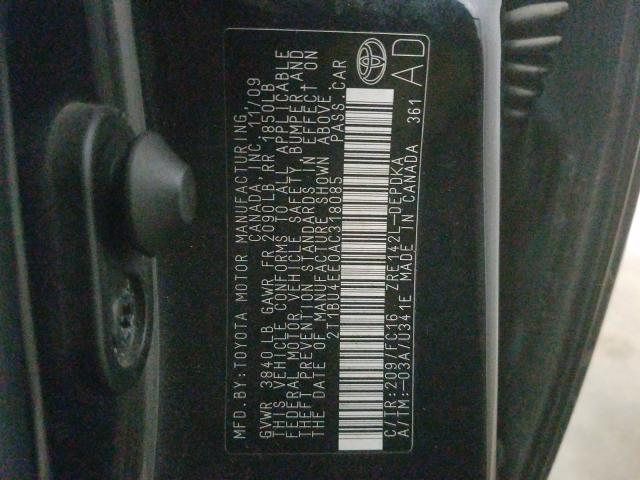 MFD.BY:TOYOTA MOTOR MANUFACTURING
CANADA, INC. 11/09
GVWR 3840LB GAWR FR 2090LB RR 1850LB
THIS VEHICLE CONFORMS TO ALL APPLICABLE
FEDERAL MOTOR VEHICLE SAFETY, BUMPER AND
THEFT PREVENTION STANDARDS IN EFFECT ON
THE DATE OF MANUFACTURE SHOWN ABOVE.
2T1BU4EE0AC318085 PASS.CAR
C/TR:209/FC16 ZRE142L-DEPDKA
A/TM:-03A/U341E MADE IN CANADA 361
AD